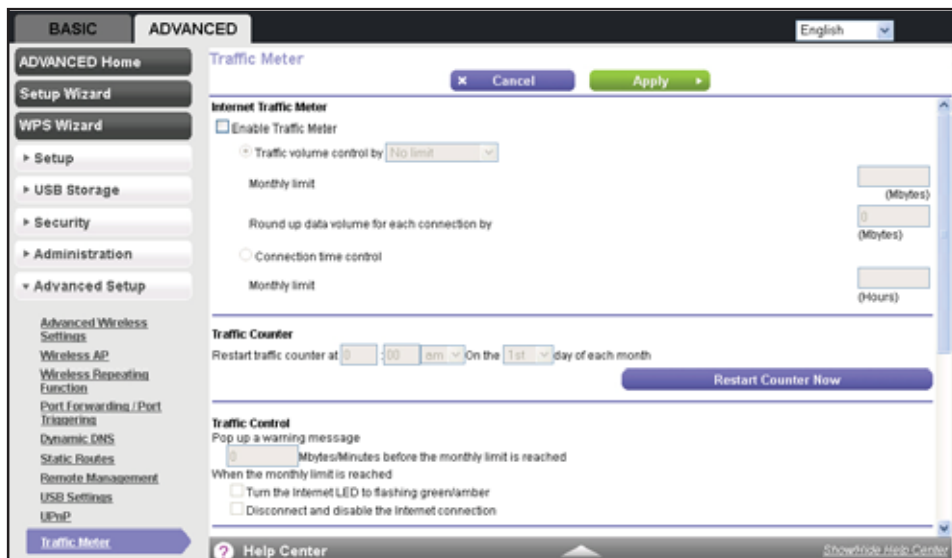 BASIC
ADVANCED
English
ADVANCED Home
Setup Wizard
WPS Wizard
Setup
USB Storage
Security
Administration
Advanced Setup
Advanced Wireless
Settings
Wireless AP
Wireless Repeating
Function
Port Forwarding / Port
Triggering
Dynamic DNS
Static Routes
Remote Management
USB Settings
UPnP
Traffic Meter
Traffic Meter
Cancel
Apply
Internet Traffic Meter
Enable Traffic Meter
Traffic volume control by No limit
Monthly limit
(Mbytes)
Round up data volume for each connection by
0
(Mbytes)
Connection time control
Monthly limit
(Hours)
Traffic Counter
Restart traffic counter at 0 :00 am On the 1st day of each month
Restart Counter Now
Traffic Control
Pop up a warning message
0 Mbytes/Minutes before the monthly limit is reached
When the monthly limit is reached
Turn the Internet LED to flashing green/amber
Disconnect and disable the Internet connection
? Help Center
Show/Hide Help Center